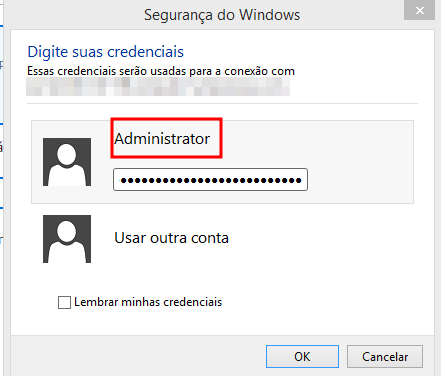 Segurança do Windows
Digite suas credenciais
Essas credenciais serão usadas para a conexão com
Administrator
••••••••••••••••••••••••••
Usar outra conta
Lembrar minhas credenciais
OK
Cancelar